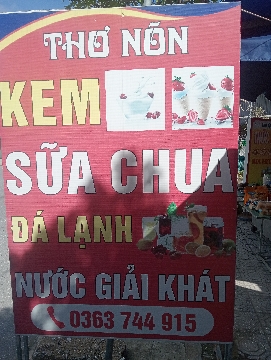 THƠ NÕN
KEM
SỮA CHUA
ĐÁ LẠNH
NƯỚC GIẢI KHÁT
0363 744 915